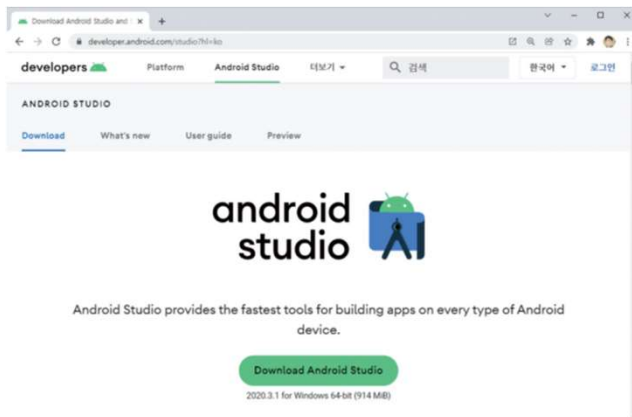 Download Android Studio and
developer.android.com/studio?hl=ko
developers Platform Android Studio 더보기 검색 한국어 로그인
ANDROID STUDIO
Download What's new User guide Preview
android
studio
Android Studio provides the fastest tools for building apps on every type of Android
device.
Download Android Studio
2020.3.1 for Windows 64-bit (914 MiB)